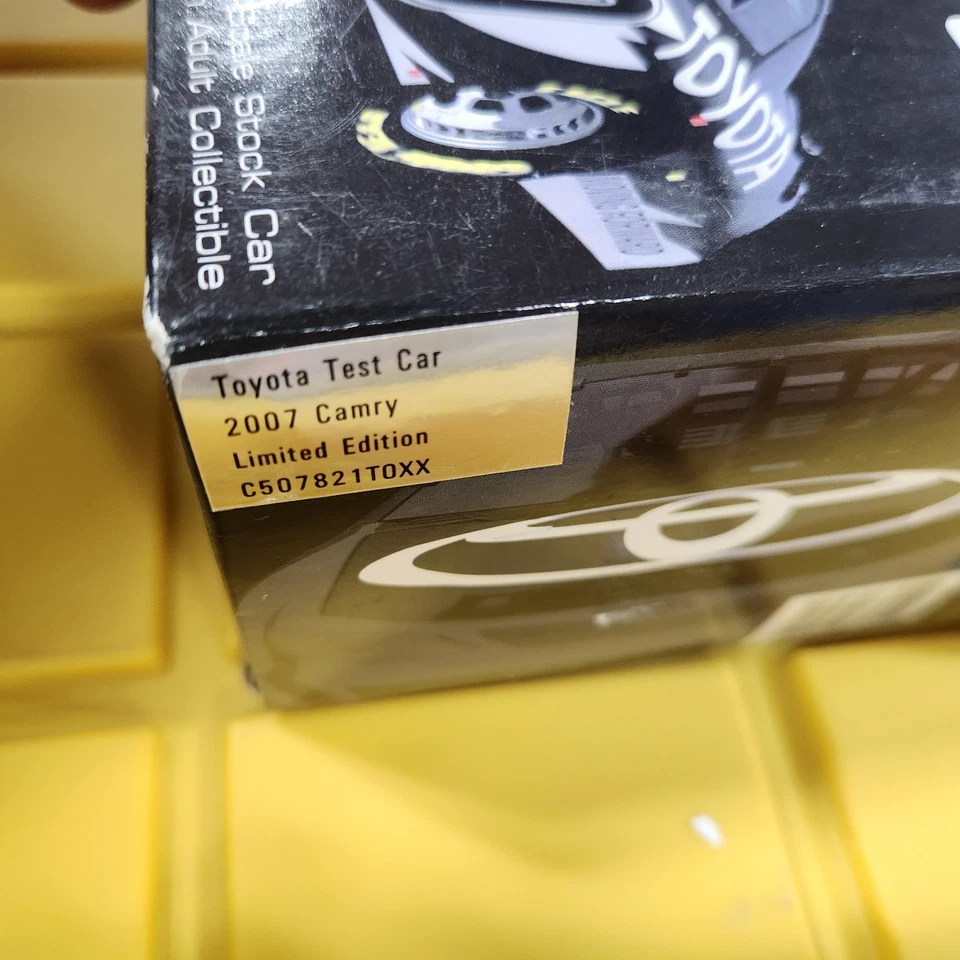 Stock Car
Adult Collectible
TOYOTA
Toyota Test Car
2007 Camry
Limited Edition
C507821TOXX